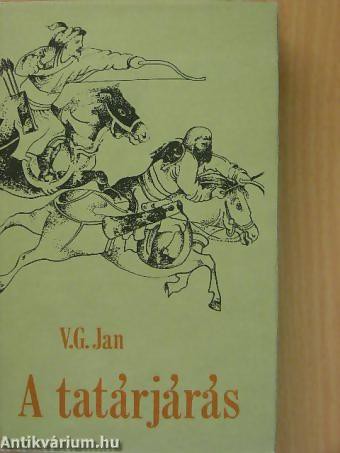 V.G. Jan
A tatárjárás
Antikvárium.hu